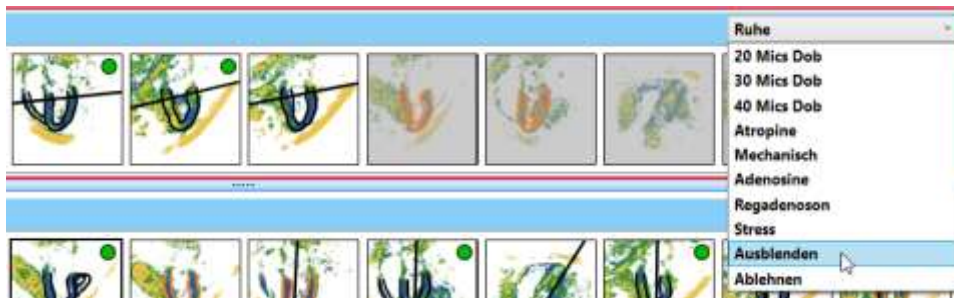 Ruhe
20 Mics Dob
30 Mics Dob
40 Mics Dob
Atropine
Mechanisch
Adenosine
Regadenoson
Stress
Ausblenden
Ablehnen